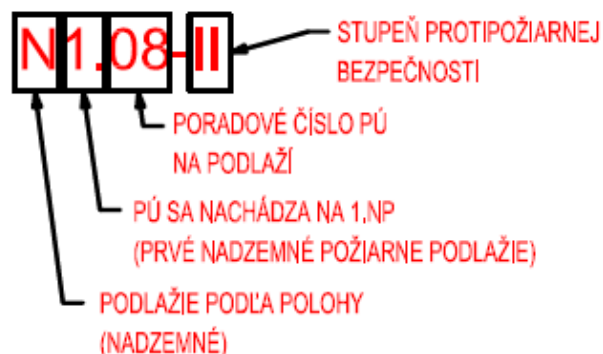 N1.08-II
STUPEŇ PROTIPOŽIARNEJ
BEZPEČNOSTI
PORADOVÉ ČÍSLO PÚ
NA PODLAŽÍ
PÚ SA NACHÁDZA NA 1.NP
(PRVÉ NADZEMNÉ POŽIARNE PODLAŽIE)
PODLAŽIE PODĽA POLOHY
(NADZEMNÉ)